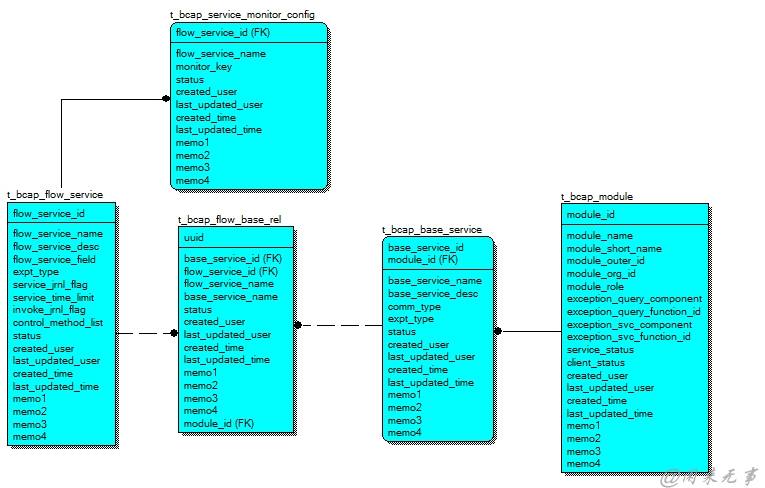 t_bcap_service_monitor_config
flow_service_id (FK)
flow_service_name
monitor_key
status
created_user
last_updated_user
created_time
last_updated_time
memo1
memo2
memo3
memo4
t_bcap_flow_service
flow_service_id
flow_service_name
flow_service_desc
flow_service_field
expt_type
service_jrnl_flag
service_time_limit
invoke_jrnl_flag
control_method_list
status
created_user
last_updated_user
created_time
last_updated_time
memo1
memo2
memo3
memo4
t_bcap_flow_base_rel
uuid
base_service_id (FK)
flow_service_id (FK)
flow_service_name
base_service_name
status
created_user
last_updated_user
created_time
last_updated_time
memo1
memo2
memo3
memo4
module_id (FK)
t_bcap_base_service
base_service_id
module_id (FK)
base_service_name
base_service_desc
comm_type
expt_type
status
created_user
last_updated_user
created_time
last_updated_time
memo1
memo2
memo3
memo4
t_bcap_module
module_id
module_name
module_short_name
module_outer_id
module_org_id
module_role
exception_query_component
exception_query_function_id
exception_svc_component
exception_svc_function_id
service_status
client_status
created_user
last_updated_user
created_time
last_updated_time
memo1
memo2
memo3
memo4
@闲来无事